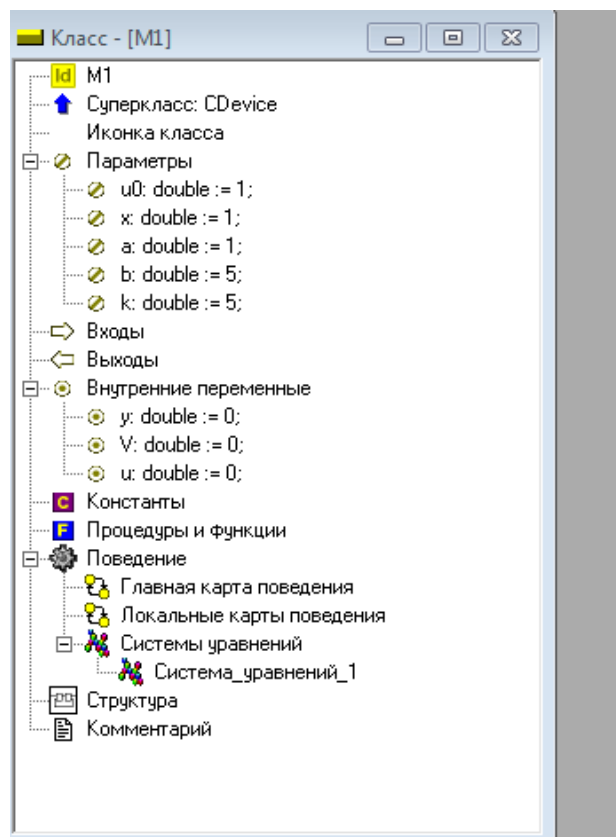 Класс - [M1]
Id M1
Суперкласс: CDevice
Иконка класса
Параметры
u0: double := 1;
x: double := 1;
a: double := 1;
b: double := 5;
k: double := 5;
Входы
Выходы
Внутренние переменные
y: double := 0;
V: double := 0;
u: double := 0;
C Константы
F Процедуры и функции
Поведение
Главная карта поведения
Локальные карты поведения
Системы уравнений
Система_уравнений_1
Структура
Комментарий